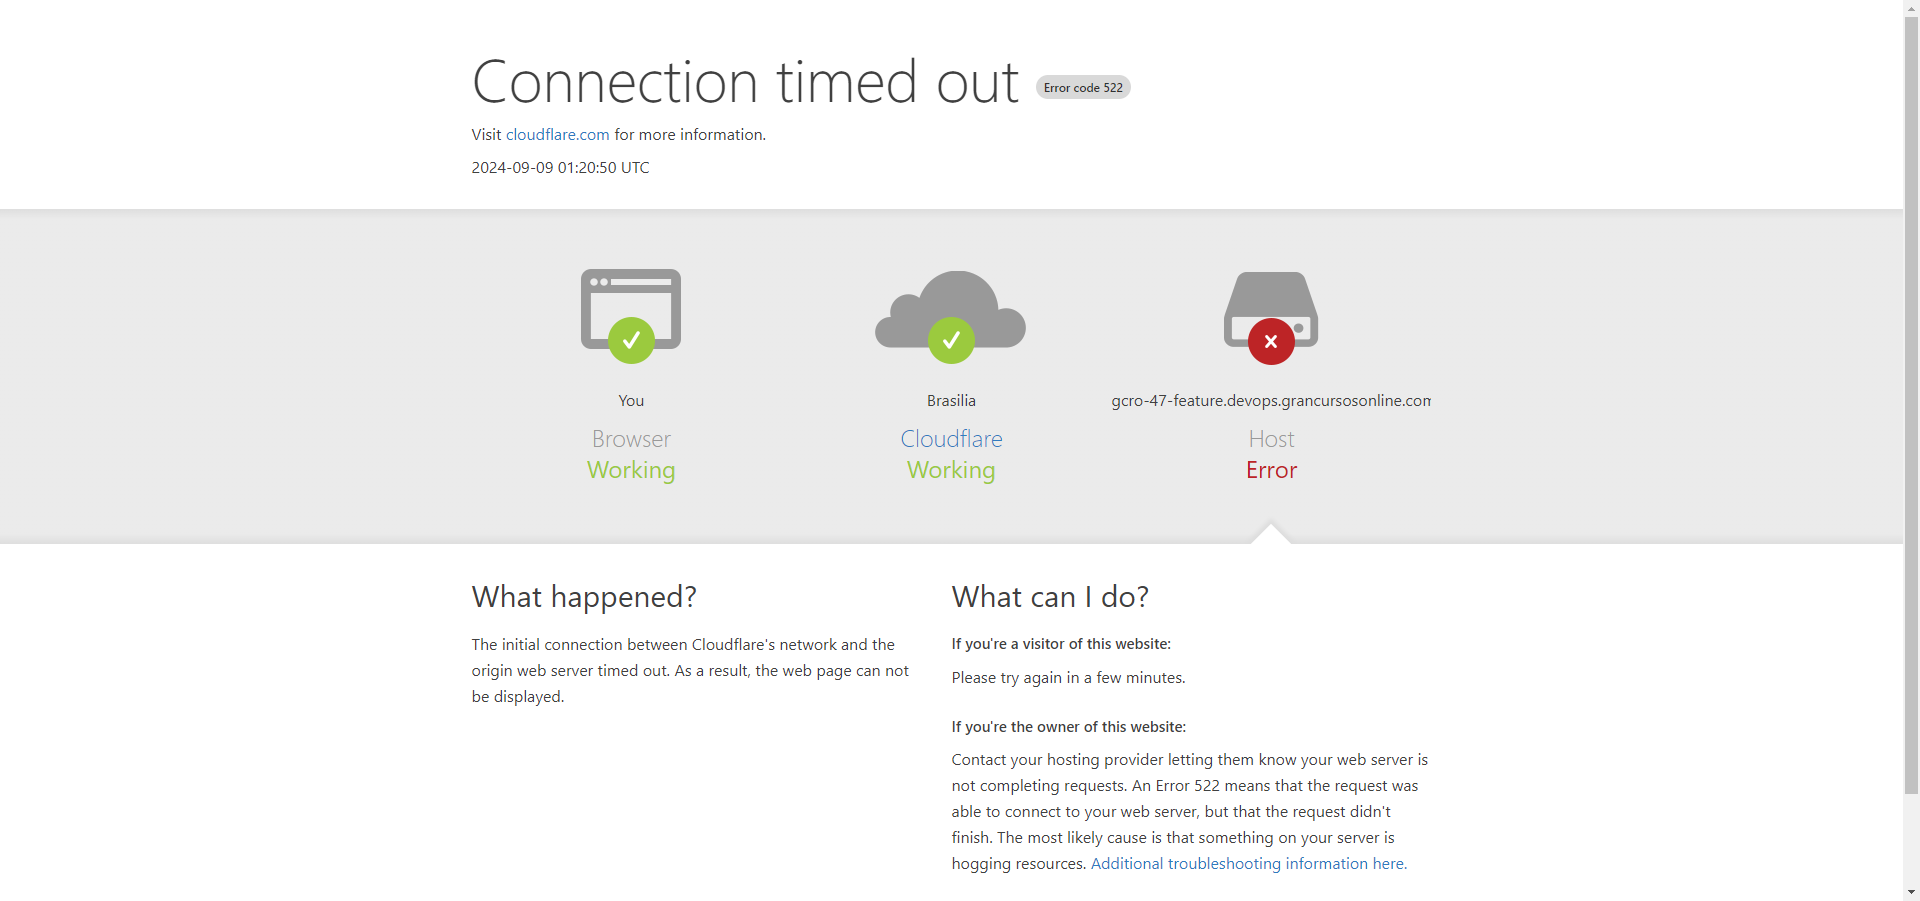 Connection timed out Error code 522
Visit cloudflare.com for more information.
2024-09-09 01:20:50 UTC
You
Browser
Working
Brasilia
Cloudflare
Working
gcro-47-feature.devops.grancursosonline.com
Host
Error
What happened?
The initial connection between Cloudflare's network and the
origin web server timed out. As a result, the web page can not
be displayed.
What can I do?
If you're a visitor of this website:
Please try again in a few minutes.
If you're the owner of this website:
Contact your hosting provider letting them know your web server is
not completing requests. An Error 522 means that the request was
able to connect to your web server, but that the request didn't
finish. The most likely cause is that something on your server is
hogging resources. Additional troubleshooting information here.